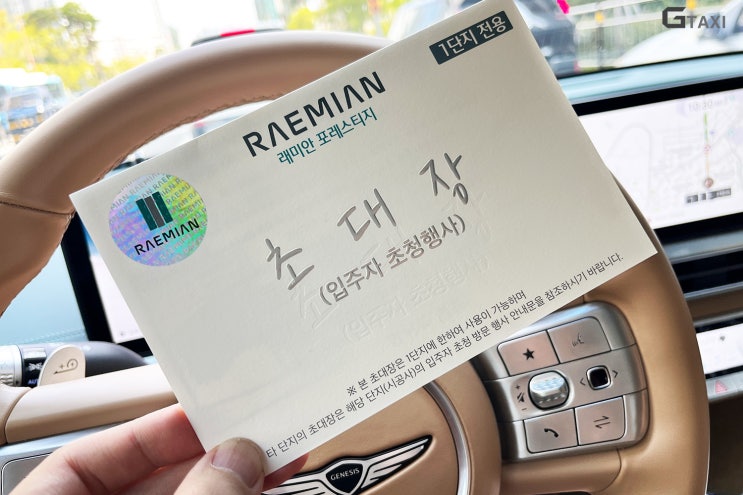 GTAXI
1단지 전용
RAEMIAN
래미안 포레스티지
RAEMIAN
초대장
(입주자 초청행사)
※ 본 초대장은 1단지에 한하여 사용이 가능하며
타 단지의 초대장은 해당 단지(시공사)의 입주자 초청 방문 행사 안내문을 참조하시기 바랍니다.
GENESIS